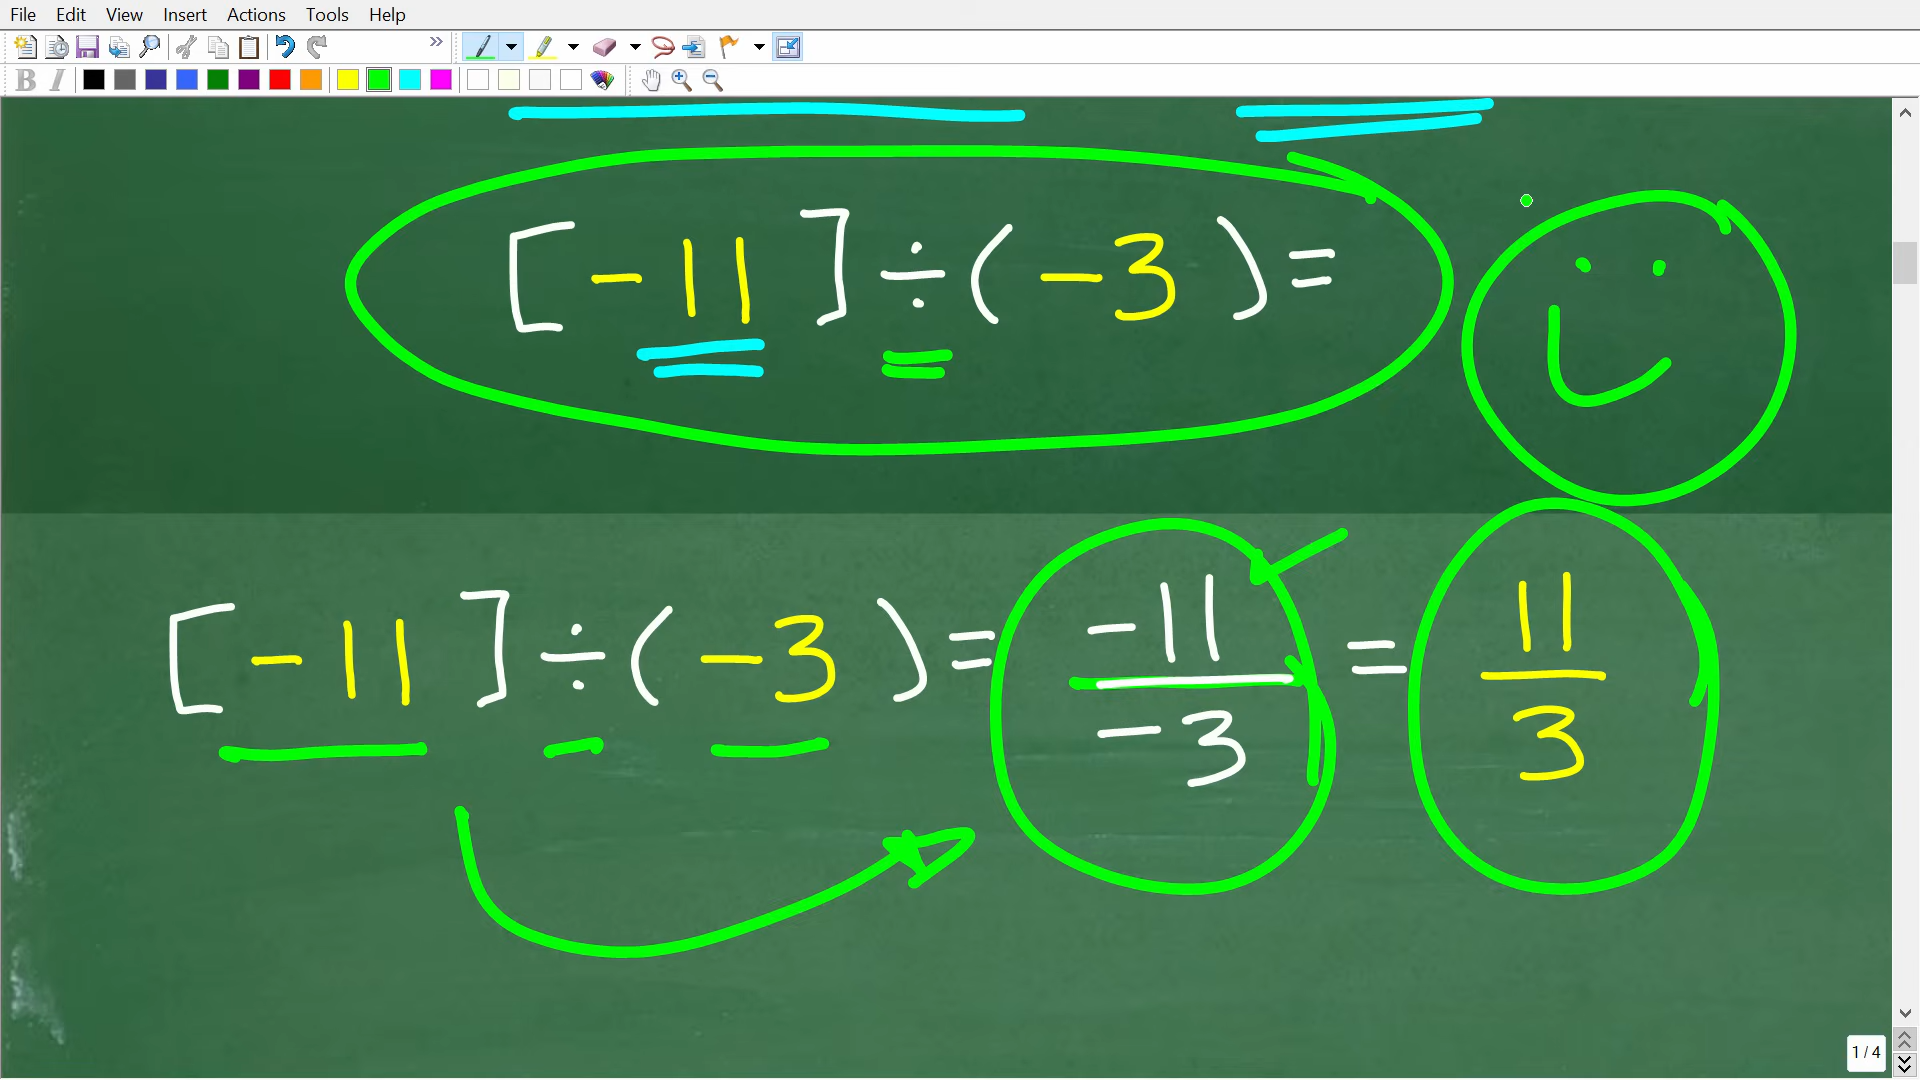 File Edit View Insert Actions Tools Help
B I
[ -11 ] ÷ ( -3 ) =
[ -11 ] ÷ ( -3 ) = -11 / -3 = 11 / 3
1 / 4